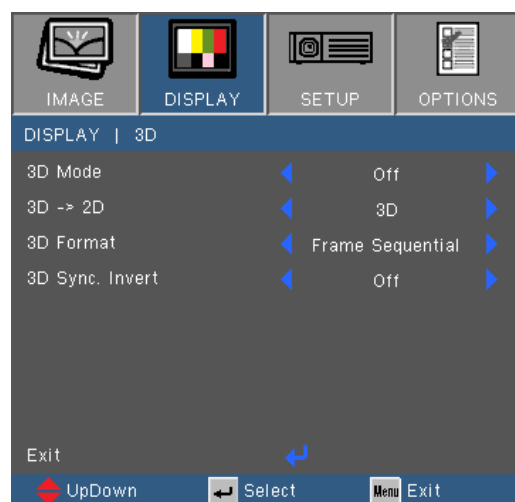 IMAGE DISPLAY SETUP OPTIONS
DISPLAY | 3D
3D Mode Off
3D -> 2D 3D
3D Format Frame Sequential
3D Sync. Invert Off
Exit
UpDown Select Menu Exit